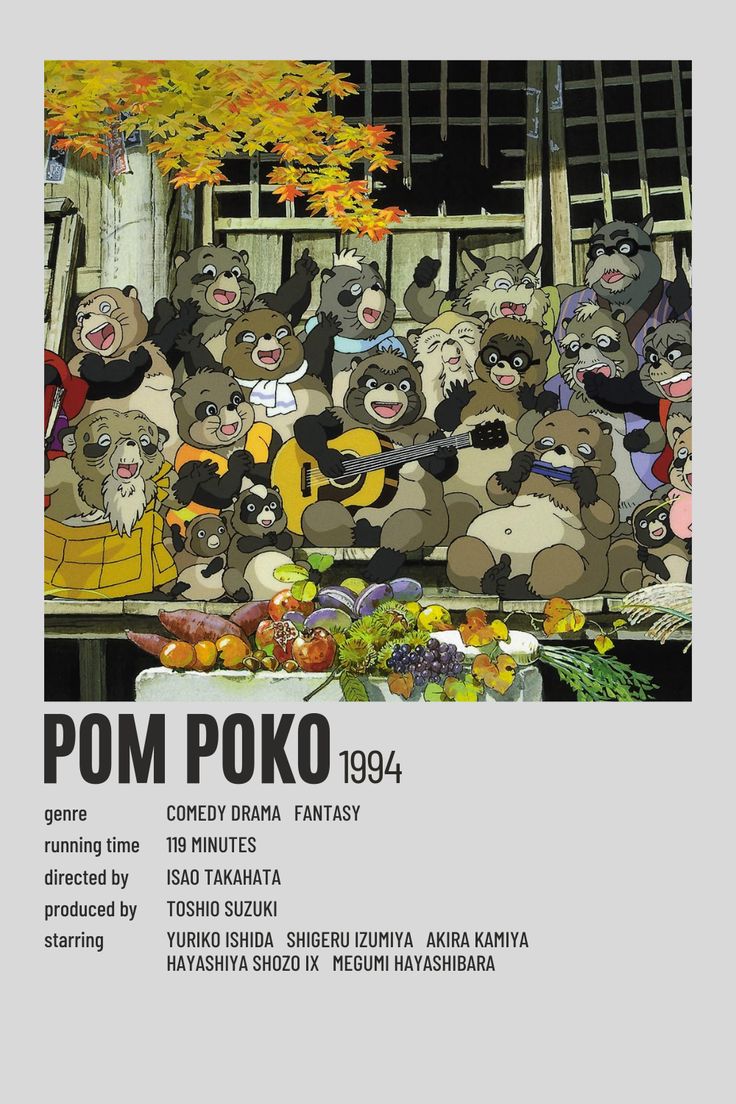 POM POKO 1994
genre COMEDY DRAMA FANTASY
running time 119 MINUTES
directed by ISAO TAKAHATA
produced by TOSHIO SUZUKI
starring YURIKO ISHIDA SHIGERU IZUMIYA AKIRA KAMIYA
HAYASHIYA SHOZO IX MEGUMI HAYASHIBARA